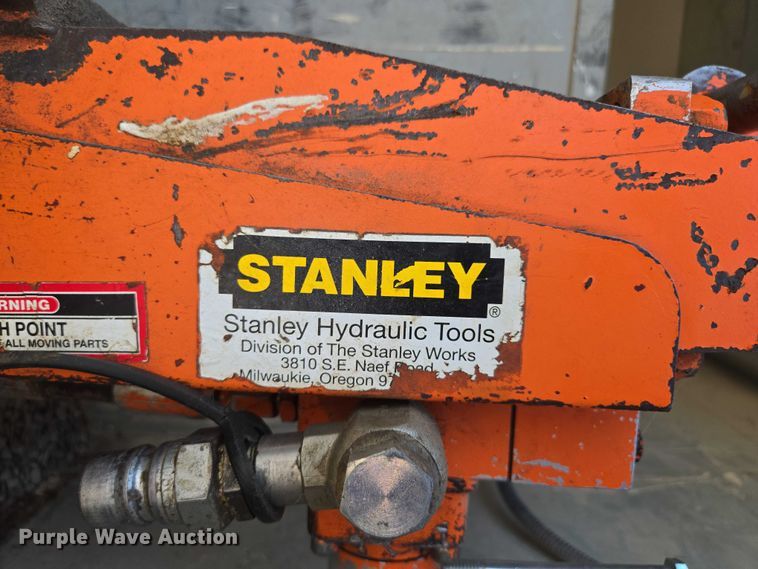 STANLEY
®
Stanley Hydraulic Tools
Division of The Stanley Works
3810 S.E. Naef Road
Milwaukie, Oregon 97
RNING
H POINT
ALL MOVING PARTS
Purple Wave Auction